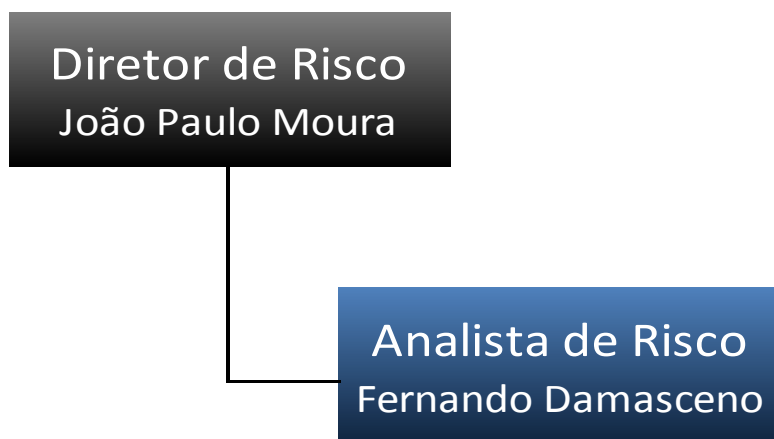 Diretor de Risco
João Paulo Moura
Analista de Risco
Fernando Damasceno